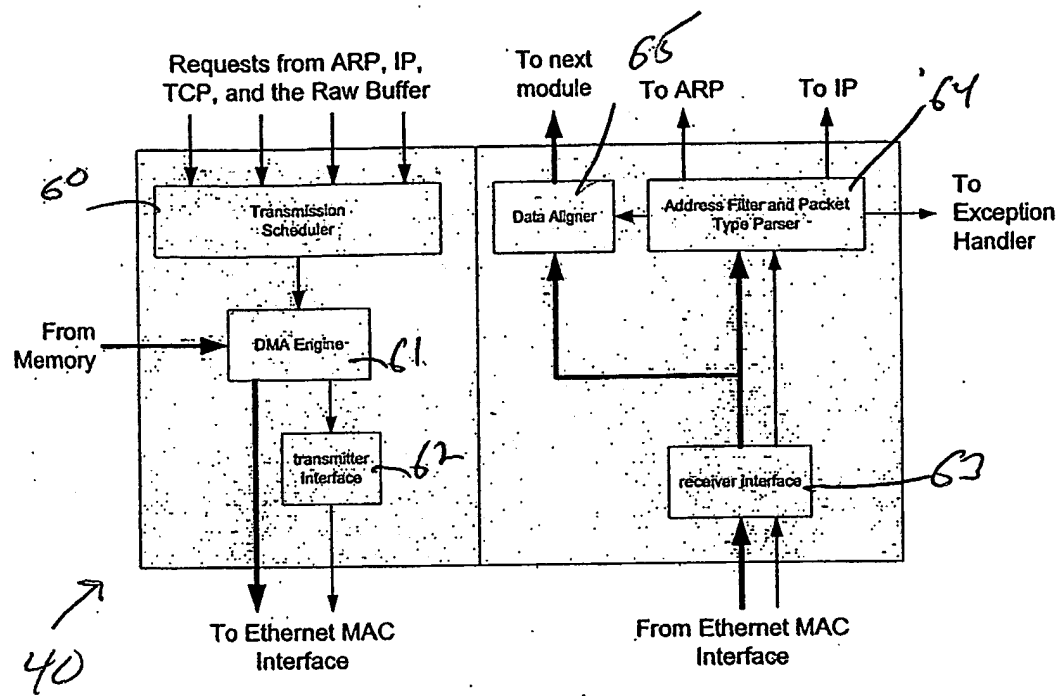 Requests from ARP, IP,
TCP, and the Raw Buffer
To next
module
65
To ARP
To IP
64
60
Transmission
Scheduler
Data Aligner
Address Filter and Packet
Type Parser
To
Exception
Handler
From
Memory
DMA Engine
61
transmitter
Interface
62
receiver interface
63
To Ethernet MAC
Interface
From Ethernet MAC
Interface
40